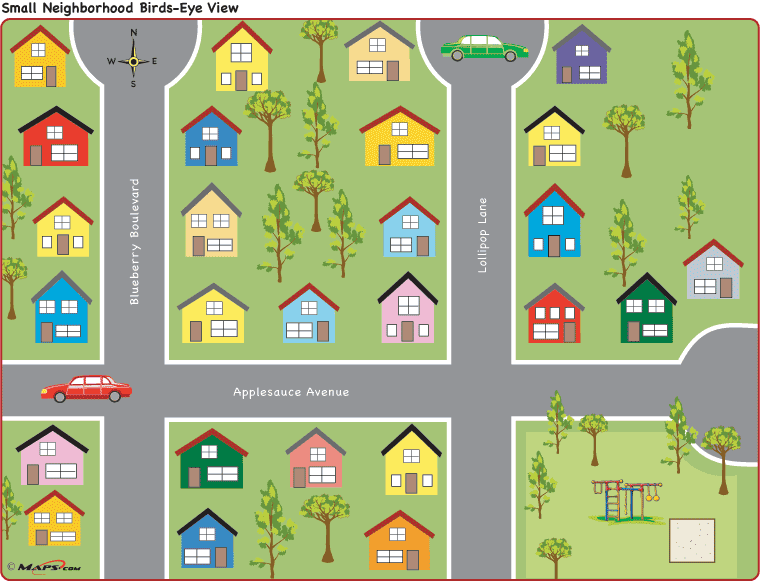 Small Neighborhood Birds-Eye View
N
W E
S
Blueberry Boulevard
Lollipop Lane
Applesauce Avenue
© MAPS.com